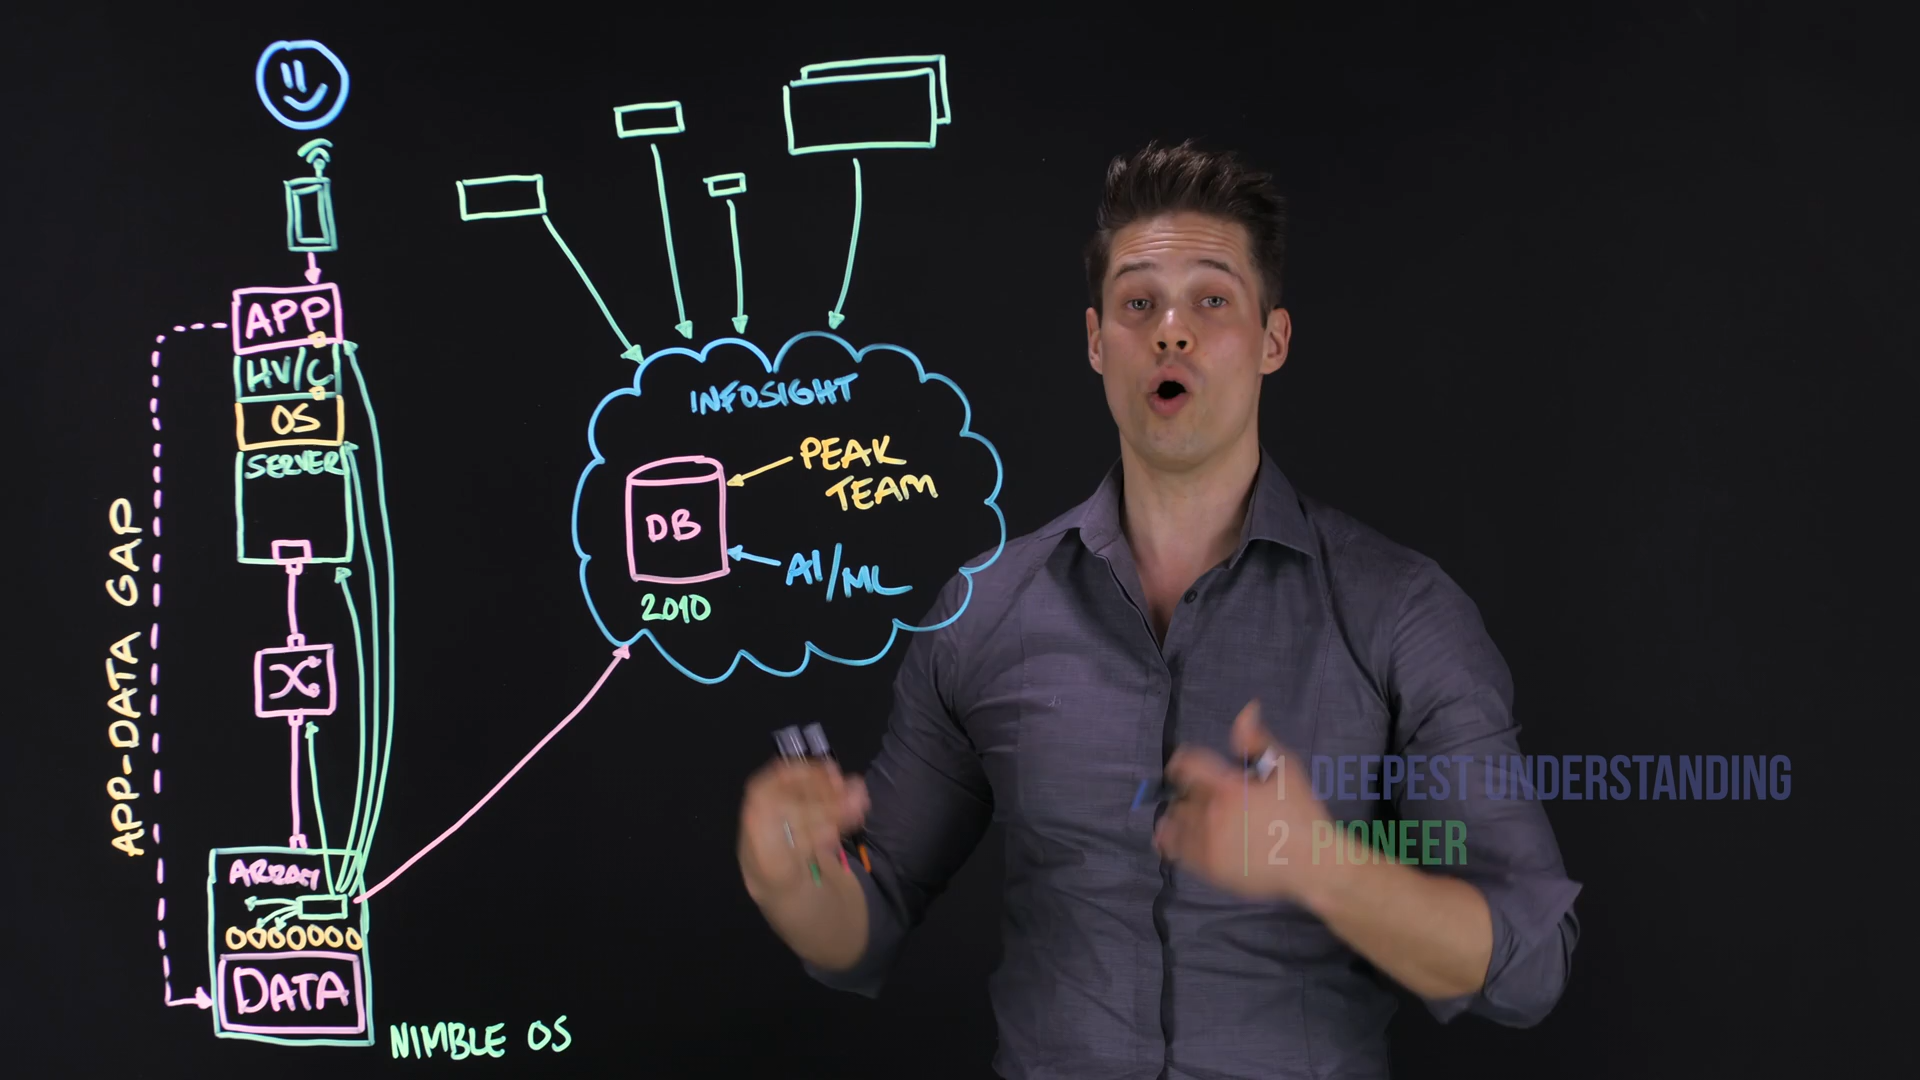 APP
HV/C
OS
SERVER
APP-DATA GAP
ARRAY
0000000
DATA
NIMBLE OS
INFOSIGHT
PEAK
TEAM
DB
AI/ML
2010
1 DEEPEST UNDERSTANDING
2 PIONEER